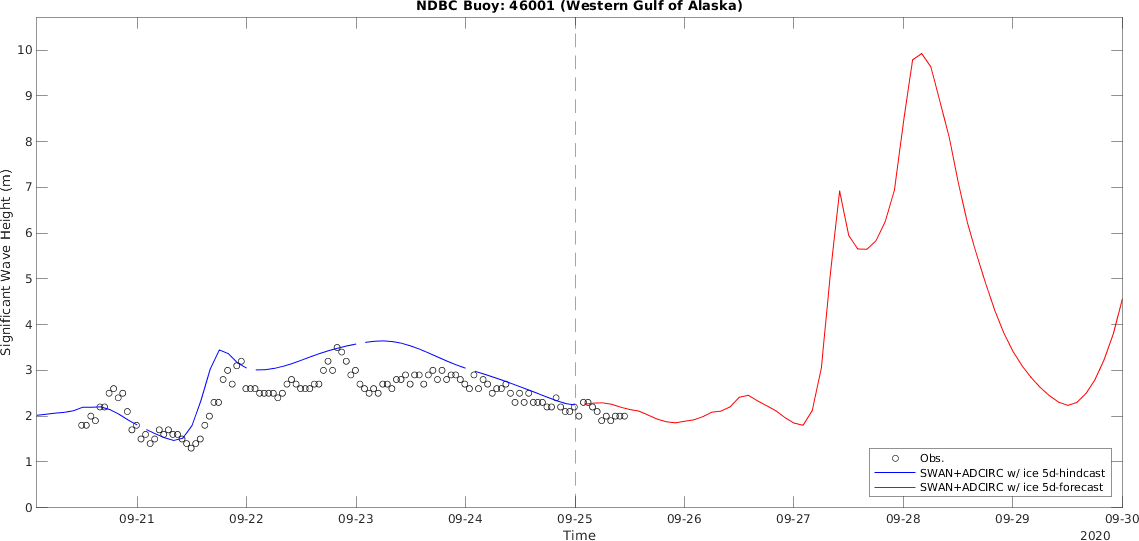 NDBC Buoy: 46001 (Western Gulf of Alaska)
10
9
8
7
6
5
4
3
2
1
0
Significant Wave Height (m)
Obs.
SWAN+ADCIRC w/ ice 5d-hindcast
SWAN+ADCIRC w/ ice 5d-forecast
09-21 09-22 09-23 09-24 09-25 09-26 09-27 09-28 09-29 09-30
Time
2020